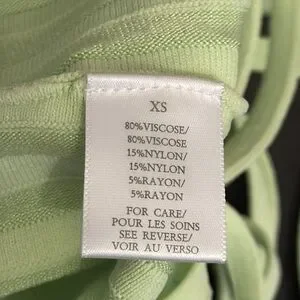 XS
80%VISCOSE/
80%VISCOSE
15%NYLON/
15%NYLON
5%RAYON/
5%RAYON
FOR CARE/
POUR LES SOINS
SEE REVERSE/
VOIR AU VERSO